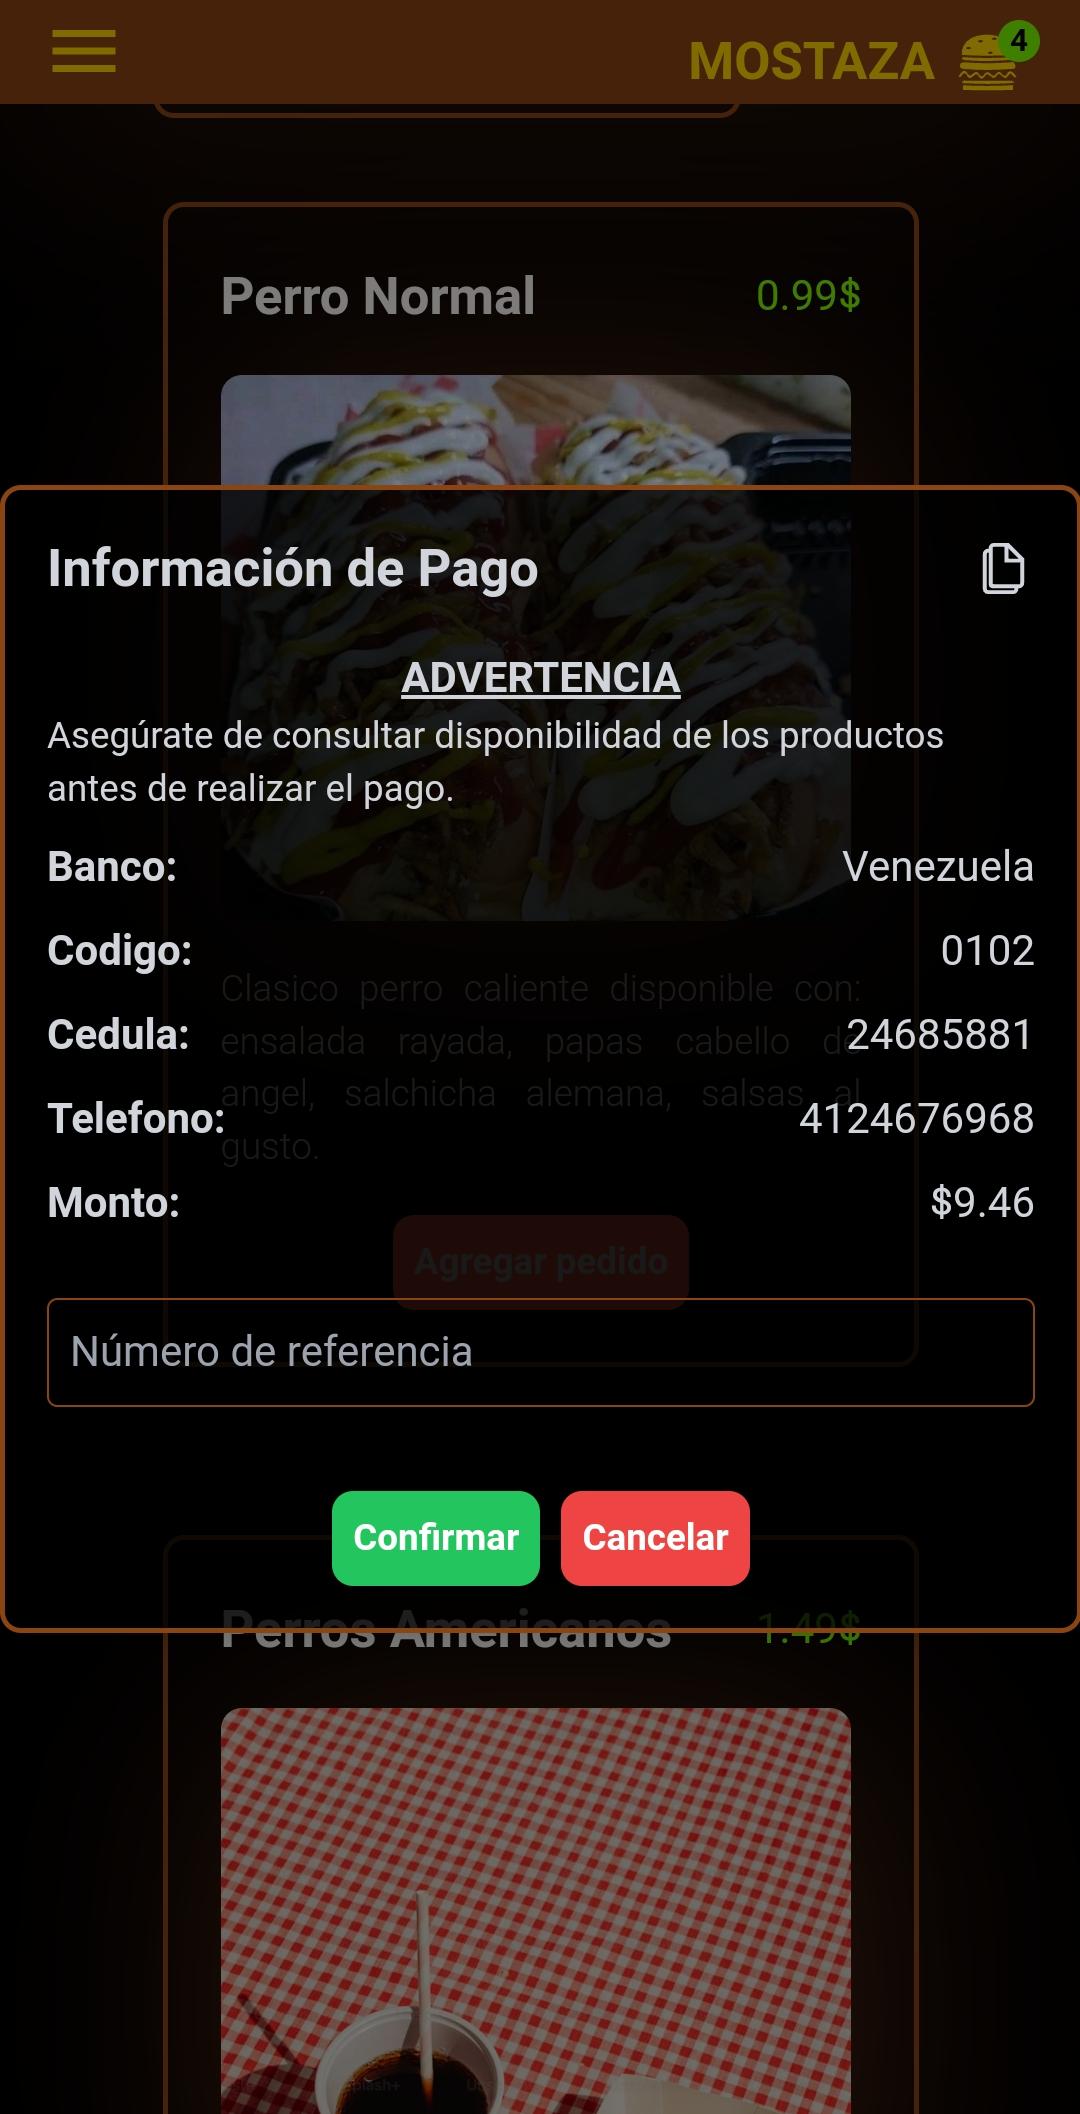 MOSTAZA
4
Perro Normal
0.99$
Información de Pago
ADVERTENCIA
Asegúrate de consultar disponibilidad de los productos
antes de realizar el pago.
Banco:
Venezuela
Codigo:
0102
Clasico perro caliente disponible con:
Cedula:
24685881
ensalada rayada, papas cabello de
angel, salchicha alemana, salsas al
Telefono:
4124676968
gusto.
Monto:
$9.46
Agregar pedido
Número de referencia
Confirmar
Cancelar
Perros Americanos
1.49$